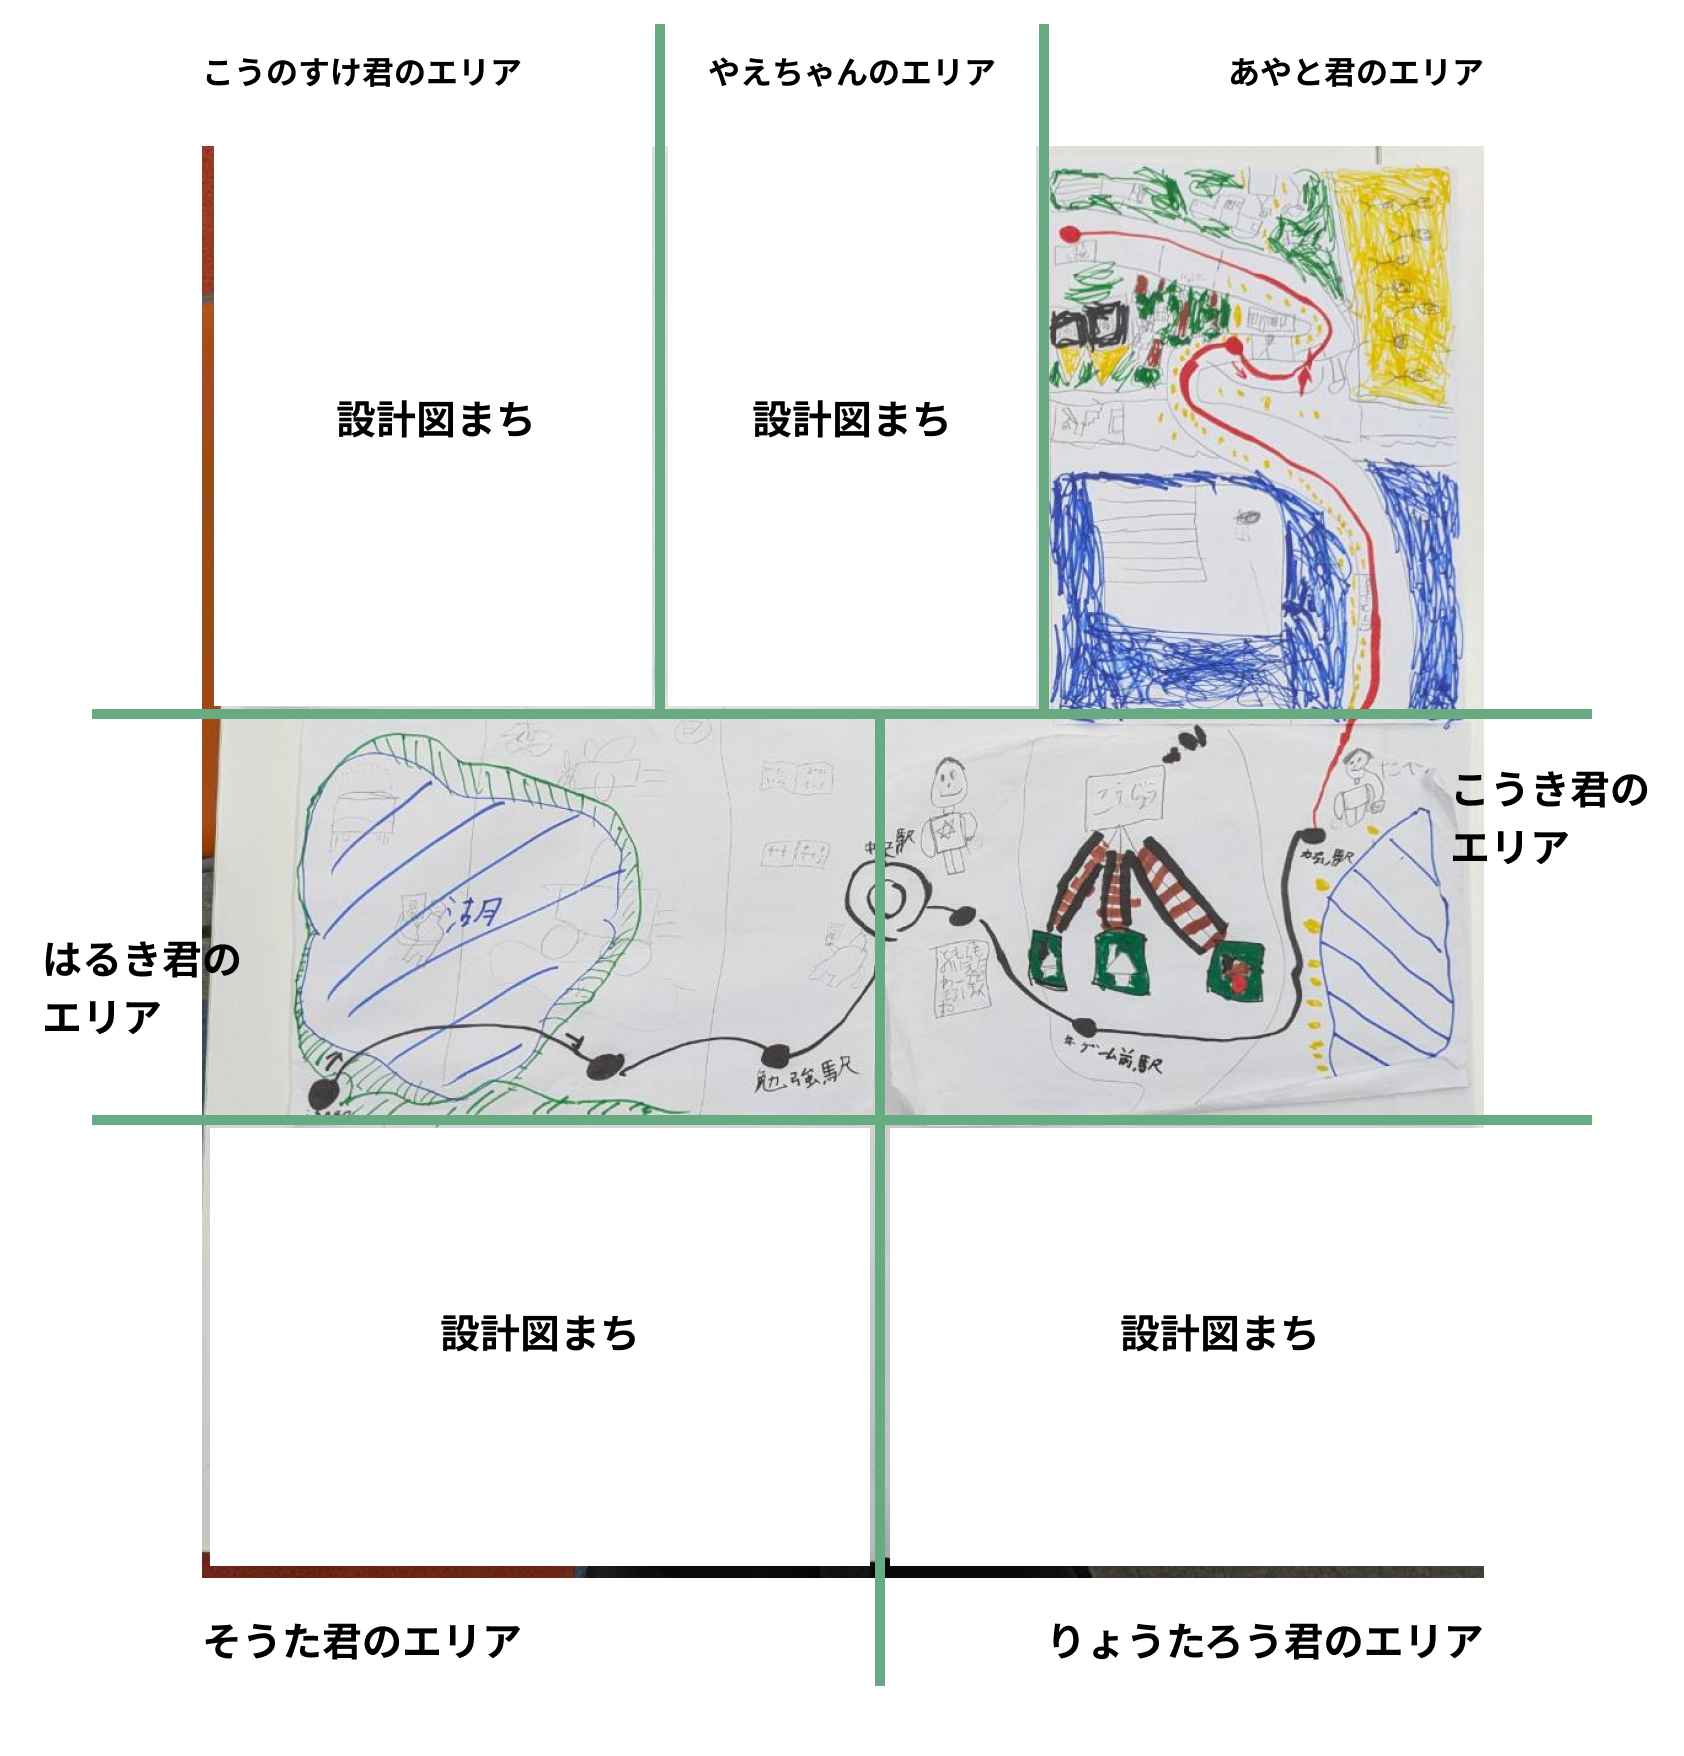 こうのすけ君のエリア
やえちゃんのエリア
あやと君のエリア
設計図まち
設計図まち
こうき君の
エリア
駅
湖
はるき君の
エリア
駅
ゲーム前駅
勉強駅
設計図まち
設計図まち
そうた君のエリア
りょうたろう君のエリア